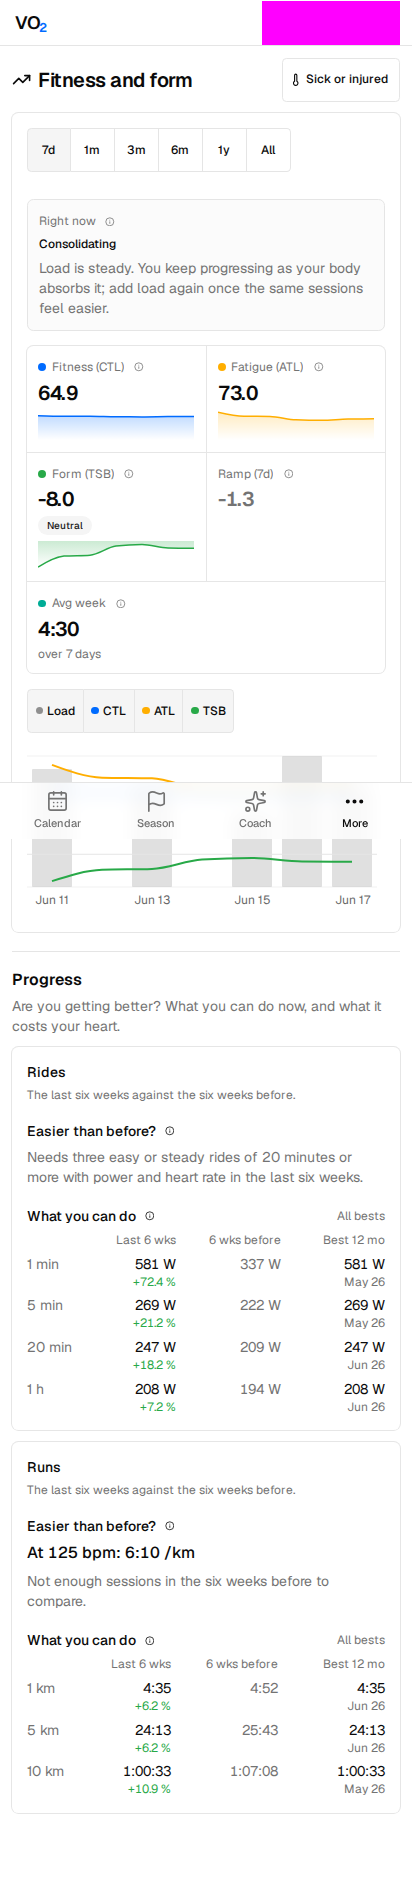 VO2
Fitness and form
Sick or injured
7d 1m 3m 6m 1y All
Right now
Consolidating
Load is steady. You keep progressing as your body
absorbs it; add load again once the same sessions
feel easier.
Fitness (CTL) Fatigue (ATL)
64.9 73.0
Form (TSB) Ramp (7d)
-8.0 -1.3
Neutral
Avg week
4:30
over 7 days
Load CTL ATL TSB
Calendar Season Coach More
Jun 11 Jun 13 Jun 15 Jun 17
Progress
Are you getting better? What you can do now, and what it
costs your heart.
Rides
The last six weeks against the six weeks before.
Easier than before?
Needs three easy or steady rides of 20 minutes or
more with power and heart rate in the last six weeks.
What you can do All bests
Last 6 wks 6 wks before Best 12 mo
1 min 581 W 337 W 581 W
+72.4 % May 26
5 min 269 W 222 W 269 W
+21.2 % May 26
20 min 247 W 209 W 247 W
+18.2 % Jun 26
1 h 208 W 194 W 208 W
+7.2 % Jun 26
Runs
The last six weeks against the six weeks before.
Easier than before?
At 125 bpm: 6:10 /km
Not enough sessions in the six weeks before to
compare.
What you can do All bests
Last 6 wks 6 wks before Best 12 mo
1 km 4:35 4:52 4:35
+6.2 % Jun 26
5 km 24:13 25:43 24:13
+6.2 % Jun 26
10 km 1:00:33 1:07:08 1:00:33
+10.9 % May 26